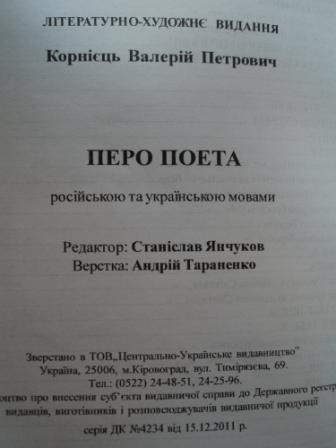 ЛІТЕРАТУРНО-ХУДОЖНЄ ВИДАННЯ
Корнієць Валерій Петрович
ПЕРО ПОЕТА
російською та українською мовами
Редактор: Станіслав Янчуков
Верстка: Андрій Тараненко
Зверстано в ТОВ„Центрально-Українське видавництво"
Україна, 25006, м.Кіровоград, вул. Тимірязєва, 69.
Тел.: (0522) 24-48-51, 24-25-96.
оцтво про внесення суб'єкта видавничої справи до Державного реєстр
видавців, виготівників і розповсюджувачів видавничої продукції
серія ДК №4234 від 15.12.2011 р.